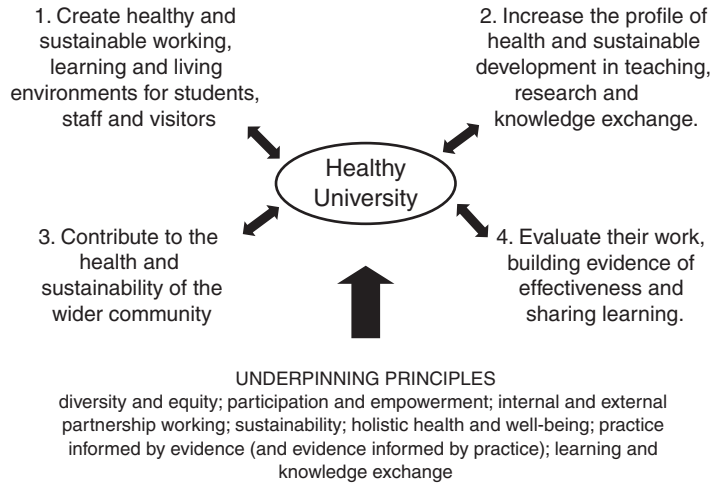 1. Create healthy and
sustainable working,
learning and living
environments for students,
staff and visitors
2. Increase the profile of
health and sustainable
development in teaching,
research and
knowledge exchange.
Healthy
University
3. Contribute to the
health and
sustainability of the
wider community
4. Evaluate their work,
building evidence of
effectiveness and
sharing learning.
UNDERPINNING PRINCIPLES
diversity and equity; participation and empowerment; internal and external
partnership working; sustainability; holistic health and well-being; practice
informed by evidence (and evidence informed by practice); learning and
knowledge exchange